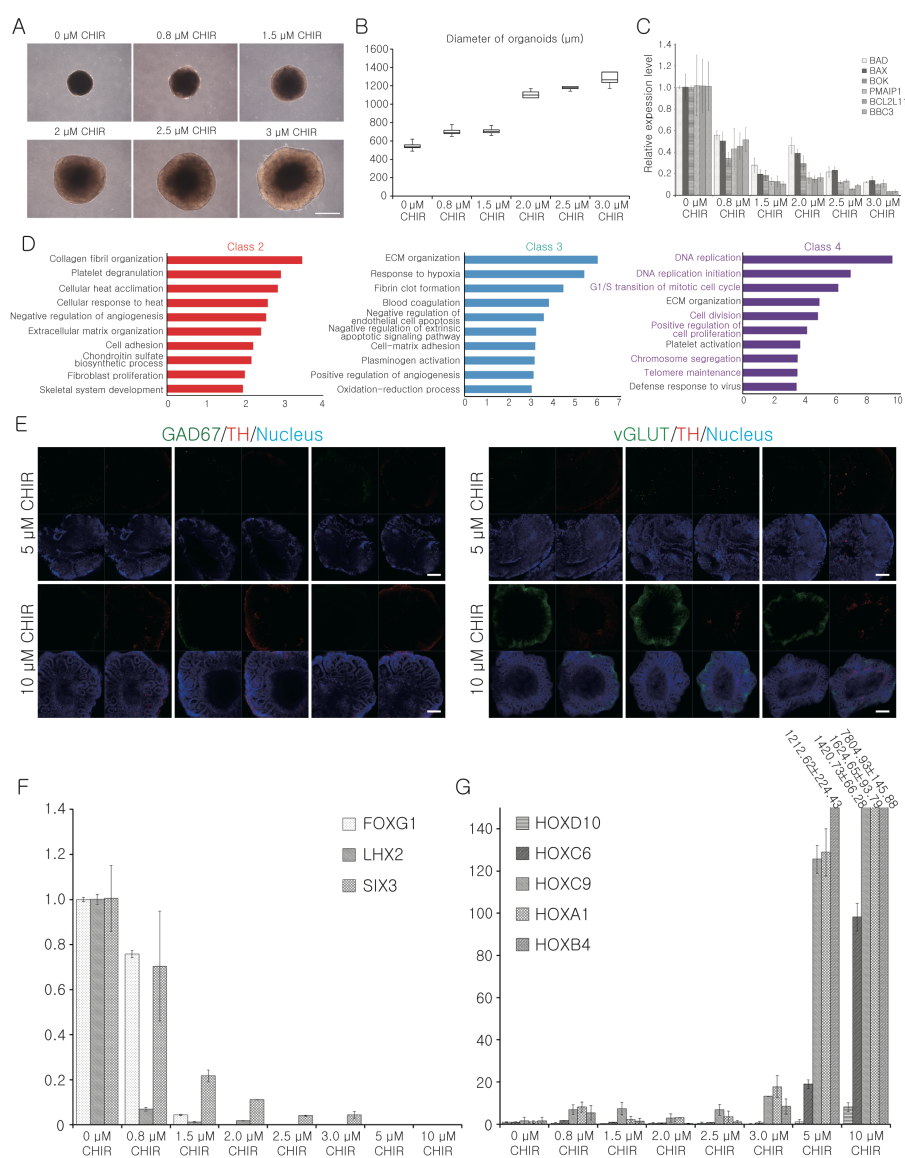 A
0 μM CHIR
0.8 μM CHIR
1.5 μM CHIR
2 μM CHIR
2.5 μM CHIR
3 μM CHIR
B
Diameter of organoids (μm)
1600
1400
1200
1000
800
600
400
200
0
0 μM CHIR
0.8 μM CHIR
1.5 μM CHIR
2.0 μM CHIR
2.5 μM CHIR
3.0 μM CHIR
C
Relative expression level
1.4
1.2
1.0
0.8
0.6
0.4
0.2
0
BAD
BAX
BOK
PMAIP1
BCL2L11
BBC3
0 μM CHIR
0.8 μM CHIR
1.5 μM CHIR
2.0 μM CHIR
2.5 μM CHIR
3.0 μM CHIR
D
Class 2
Collagen fibril organization
Platelet degranulation
Cellular heat acclimation
Cellular response to heat
Negative regulation of angiogenesis
Extracellular matrix organization
Cell adhesion
Chondroitin sulfate
biosynthetic process
Fibroblast proliferation
Skeletal system development
0 1 2 3 4
Class 3
ECM organization
Response to hypoxia
Fibrin clot formation
Blood coagulation
Negative regulation of
endothelial cell apoptosis
Nagative regulation of extrinsic
apoptotic signaling pathway
Cell-matrix adhesion
Plasminogen activation
Positive regulation of angiogenesis
Oxidation-reduction process
0 1 2 3 4 5 6 7
Class 4
DNA replication
DNA replication initiation
G1/S transition of mitotic cell cycle
ECM organization
Cell division
Positive regulation of
cell proliferation
Platelet activation
Chromosome segregation
Telomere maintenance
Defense response to virus
0 1 2 3 4 5 6 7 8 9 10
E
GAD67/TH/Nucleus
5 μM CHIR
10 μM CHIR
vGLUT/TH/Nucleus
5 μM CHIR
10 μM CHIR
F
1.4
1.2
1.0
0.8
0.6
0.4
0.2
0
FOXG1
LHX2
SIX3
0 μM CHIR
0.8 μM CHIR
1.5 μM CHIR
2.0 μM CHIR
2.5 μM CHIR
3.0 μM CHIR
5 μM CHIR
10 μM CHIR
G
1212.62±224.43
1420.73±66.28
1624.65±93.79
7804.93±145.88
140
120
100
80
60
40
20
0
HOXD10
HOXC6
HOXC9
HOXA1
HOXB4
0 μM CHIR
0.8 μM CHIR
1.5 μM CHIR
2.0 μM CHIR
2.5 μM CHIR
3.0 μM CHIR
5 μM CHIR
10 μM CHIR